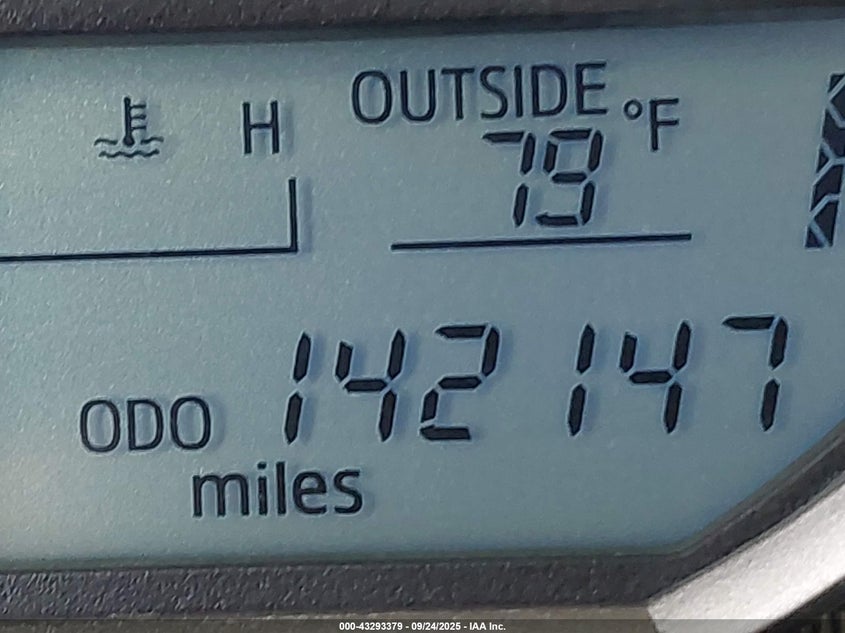 OUTSIDE °F
H
79
ODO 142147
miles
000-43293379 - 09/24/2025 - IAA Inc.